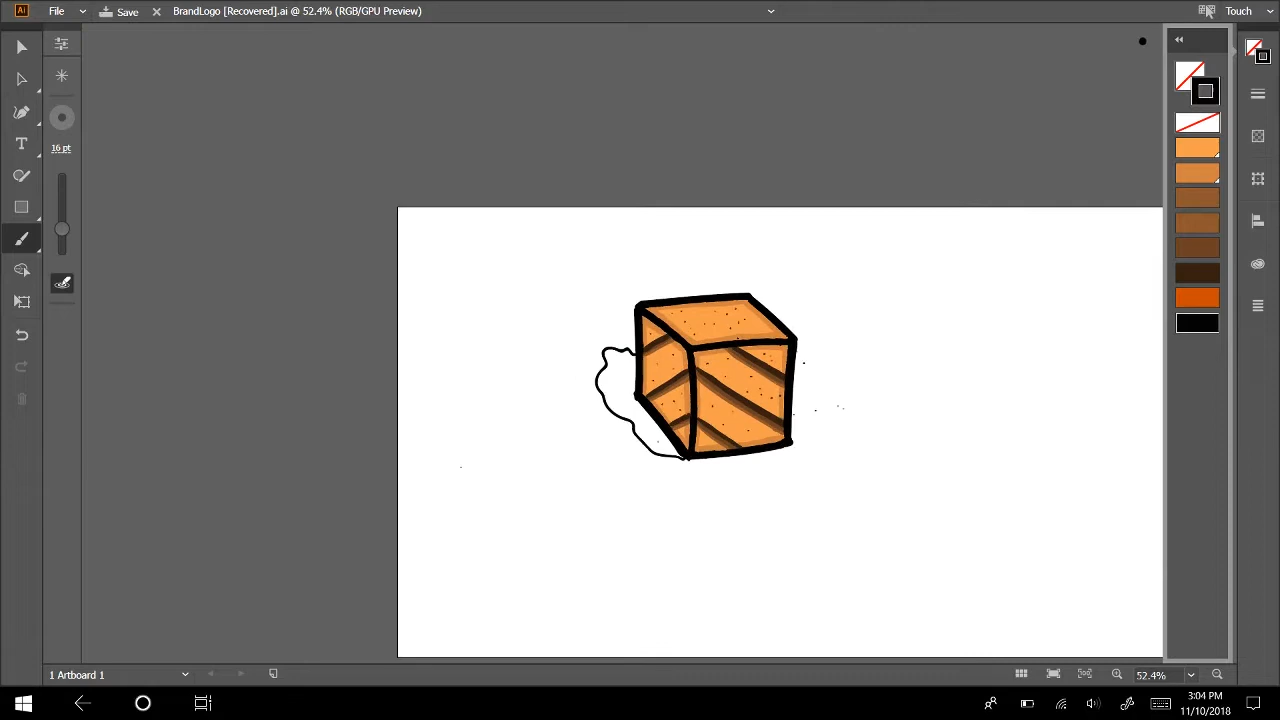 File
Save
BrandLogo [Recovered].ai @ 52.4% (RGB/GPU Preview)
Touch
16 pt
1 Artboard 1
52.4%
3:04 PM
11/10/2018